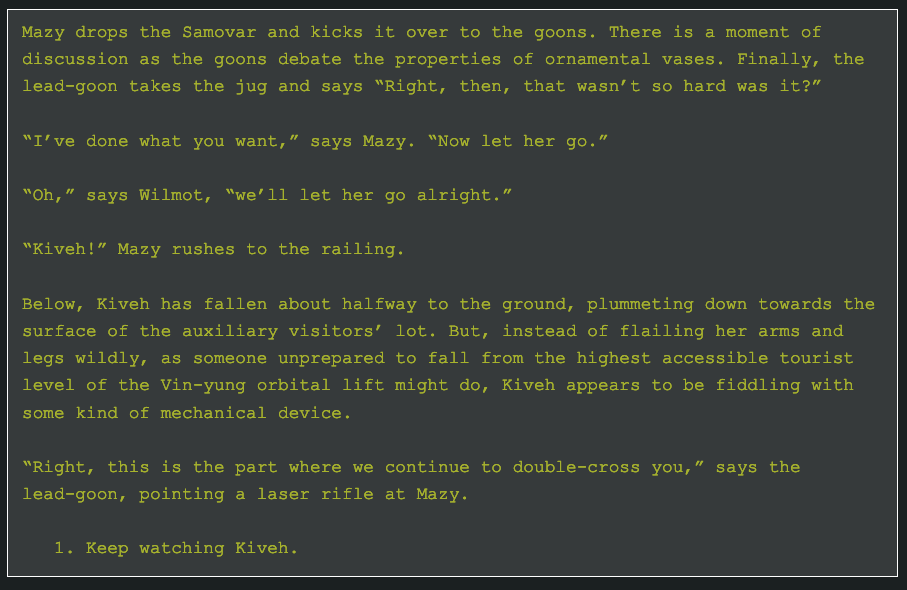 Mazy drops the Samovar and kicks it over to the goons. There is a moment of
discussion as the goons debate the properties of ornamental vases. Finally, the
lead-goon takes the jug and says “Right, then, that wasn’t so hard was it?”
“I’ve done what you want,” says Mazy. “Now let her go.”
“Oh,” says Wilmot, “we’ll let her go alright.”
“Kiveh!” Mazy rushes to the railing.
Below, Kiveh has fallen about halfway to the ground, plummeting down towards the
surface of the auxiliary visitors’ lot. But, instead of flailing her arms and
legs wildly, as someone unprepared to fall from the highest accessible tourist
level of the Vin-yung orbital lift might do, Kiveh appears to be fiddling with
some kind of mechanical device.
“Right, this is the part where we continue to double-cross you,” says the
lead-goon, pointing a laser rifle at Mazy.
1. Keep watching Kiveh.